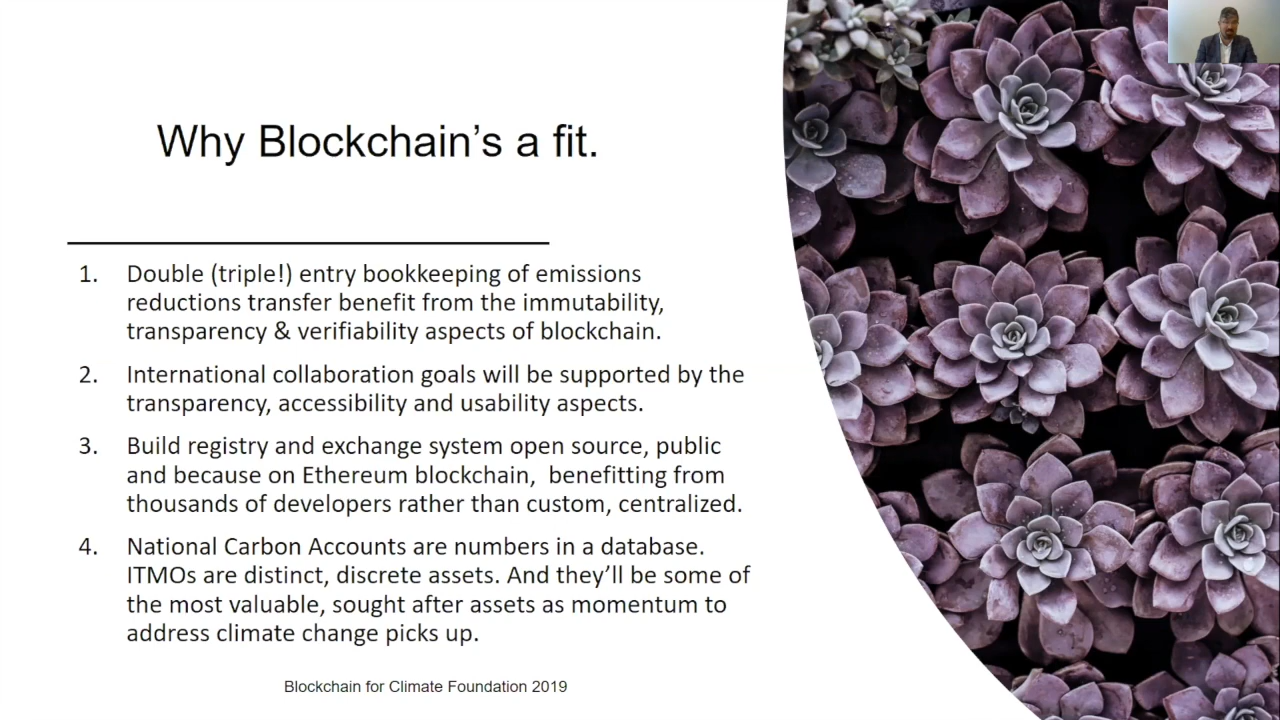 Why Blockchain’s a fit.
1. Double (triple!) entry bookkeeping of emissions
reductions transfer benefit from the immutability,
transparency & verifiability aspects of blockchain.
2. International collaboration goals will be supported by the
transparency, accessibility and usability aspects.
3. Build registry and exchange system open source, public
and because on Ethereum blockchain,  benefitting from
thousands of developers rather than custom, centralized.
4. National Carbon Accounts are numbers in a database.
ITMOs are distinct, discrete assets. And they’ll be some of
the most valuable, sought after assets as momentum to
address climate change picks up.
Blockchain for Climate Foundation 2019